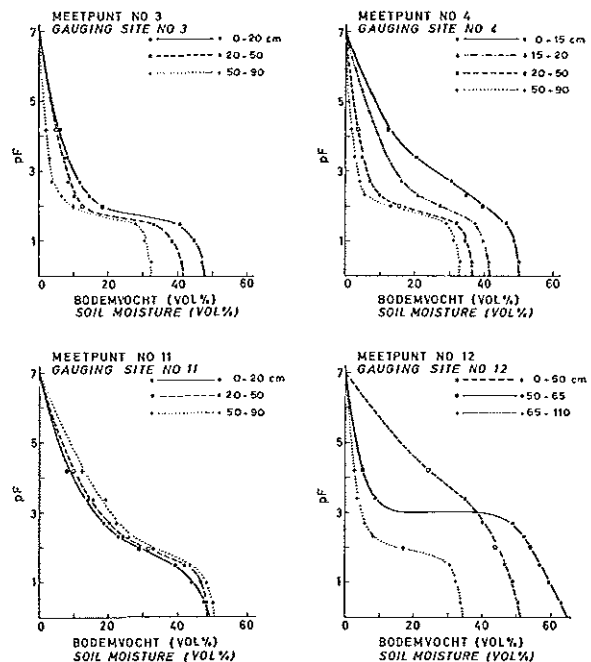 MEETPUNT NO 3
GAUGING SITE NO 3
0-20 cm
20-50
50-90
7
5
3
1
pF
0 20 40 60
BODEMVOCHT (VOL%)
SOIL MOISTURE (VOL%)
MEETPUNT NO 4
GAUGING SITE NO 4
0-15 cm
15-20
20-50
50-90
7
5
3
1
pF
0 20 40 60
BODEMVOCHT (VOL%)
SOIL MOISTURE (VOL%)
MEETPUNT NO 11
GAUGING SITE NO 11
0-20 cm
20-50
50-90
7
5
3
1
pF
0 20 40 60
BODEMVOCHT (VOL%)
SOIL MOISTURE (VOL%)
MEETPUNT NO 12
GAUGING SITE NO 12
0-60 cm
50-65
65-110
7
5
3
1
pF
0 20 40 60
BODEMVOCHT (VOL%)
SOIL MOISTURE (VOL%)